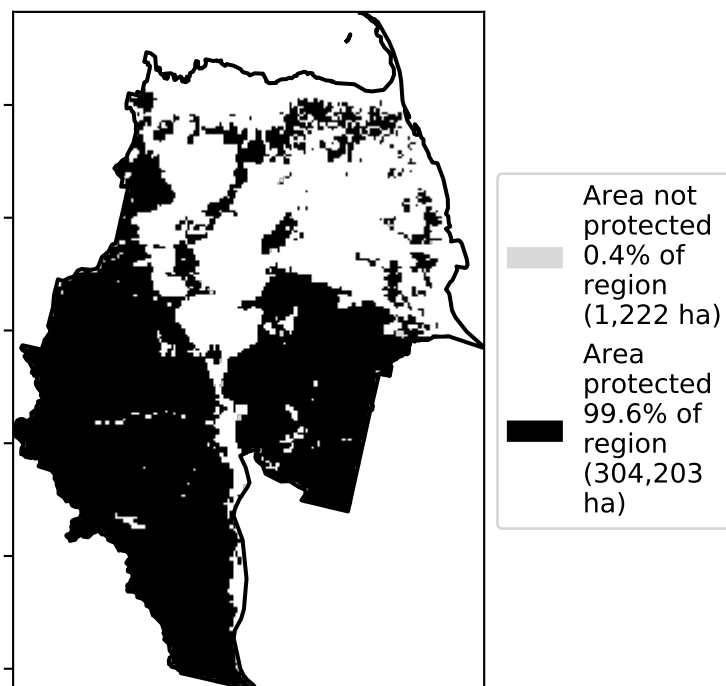 Area not
protected
0.4% of
region
(1,222 ha)
Area
protected
99.6% of
region
(304,203
ha)